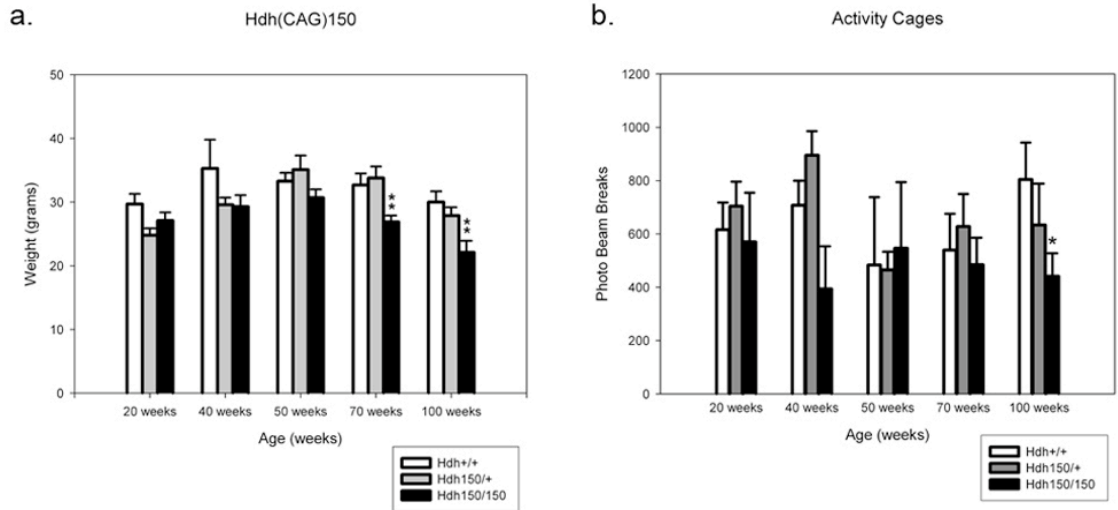 a.
Hdh(CAG)150
50
40
30
20
10
0
Weight (grams)
**
**
20 weeks 40 weeks 50 weeks 70 weeks 100 weeks
Age (weeks)
Hdh+/+
Hdh150/+
Hdh150/150
b.
Activity Cages
1200
1000
800
600
400
200
0
Photo Beam Breaks
*
20 weeks 40 weeks 50 weeks 70 weeks 100 weeks
Age (weeks)
Hdh+/+
Hdh150/+
Hdh150/150